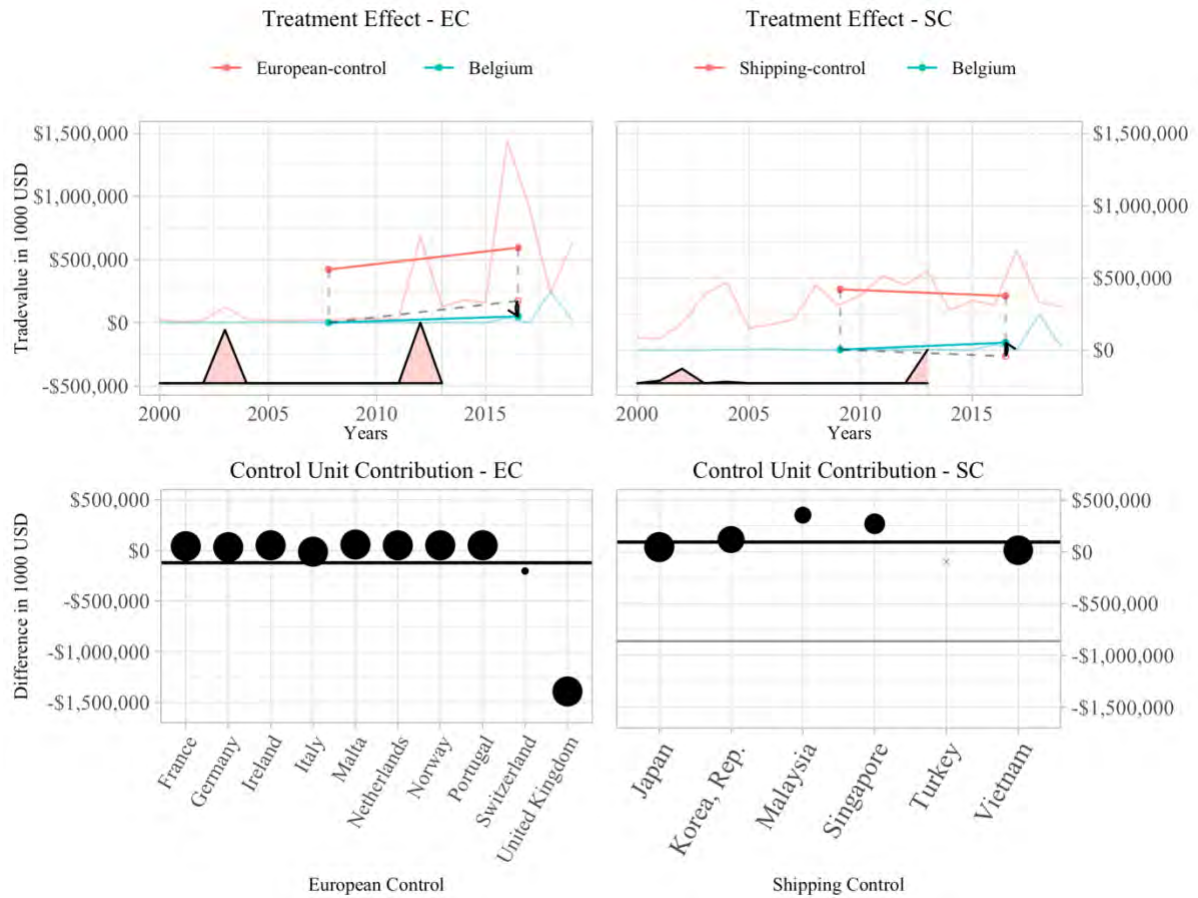 Treatment Effect - EC
European-control
Belgium
Treatment Effect - SC
Shipping-control
Belgium
Tradevalue in 1000 USD
$1,500,000
$1,000,000
$500,000
$0
-$500,000
2000
2005
2010
2015
Years
$1,500,000
$1,000,000
$500,000
$0
2000
2005
2010
2015
Years
Control Unit Contribution - EC
Difference in 1000 USD
$500,000
$0
-$500,000
-$1,000,000
-$1,500,000
France
Germany
Ireland
Italy
Malta
Netherlands
Norway
Portugal
Switzerland
United Kingdom
European Control
Control Unit Contribution - SC
$500,000
$0
-$500,000
-$1,000,000
-$1,500,000
Japan
Korea, Rep.
Malaysia
Singapore
Turkey
Vietnam
Shipping Control